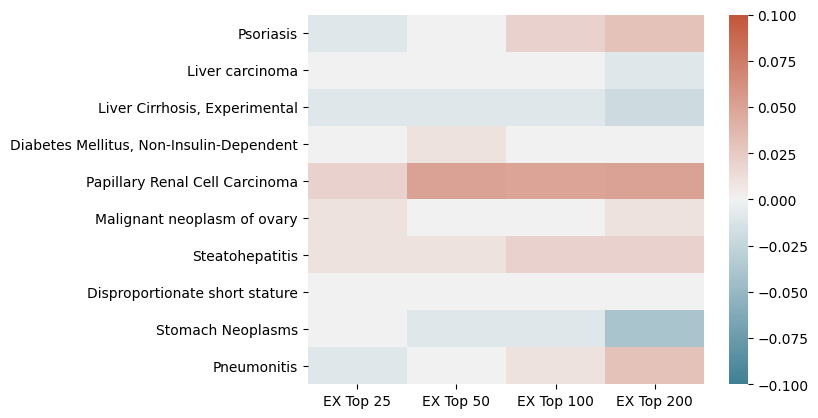 Psoriasis
Liver carcinoma
Liver Cirrhosis, Experimental
Diabetes Mellitus, Non-Insulin-Dependent
Papillary Renal Cell Carcinoma
Malignant neoplasm of ovary
Steatohepatitis
Disproportionate short stature
Stomach Neoplasms
Pneumonitis
EX Top 25 EX Top 50 EX Top 100 EX Top 200
0.100
0.075
0.050
0.025
0.000
−0.025
−0.050
−0.075
−0.100